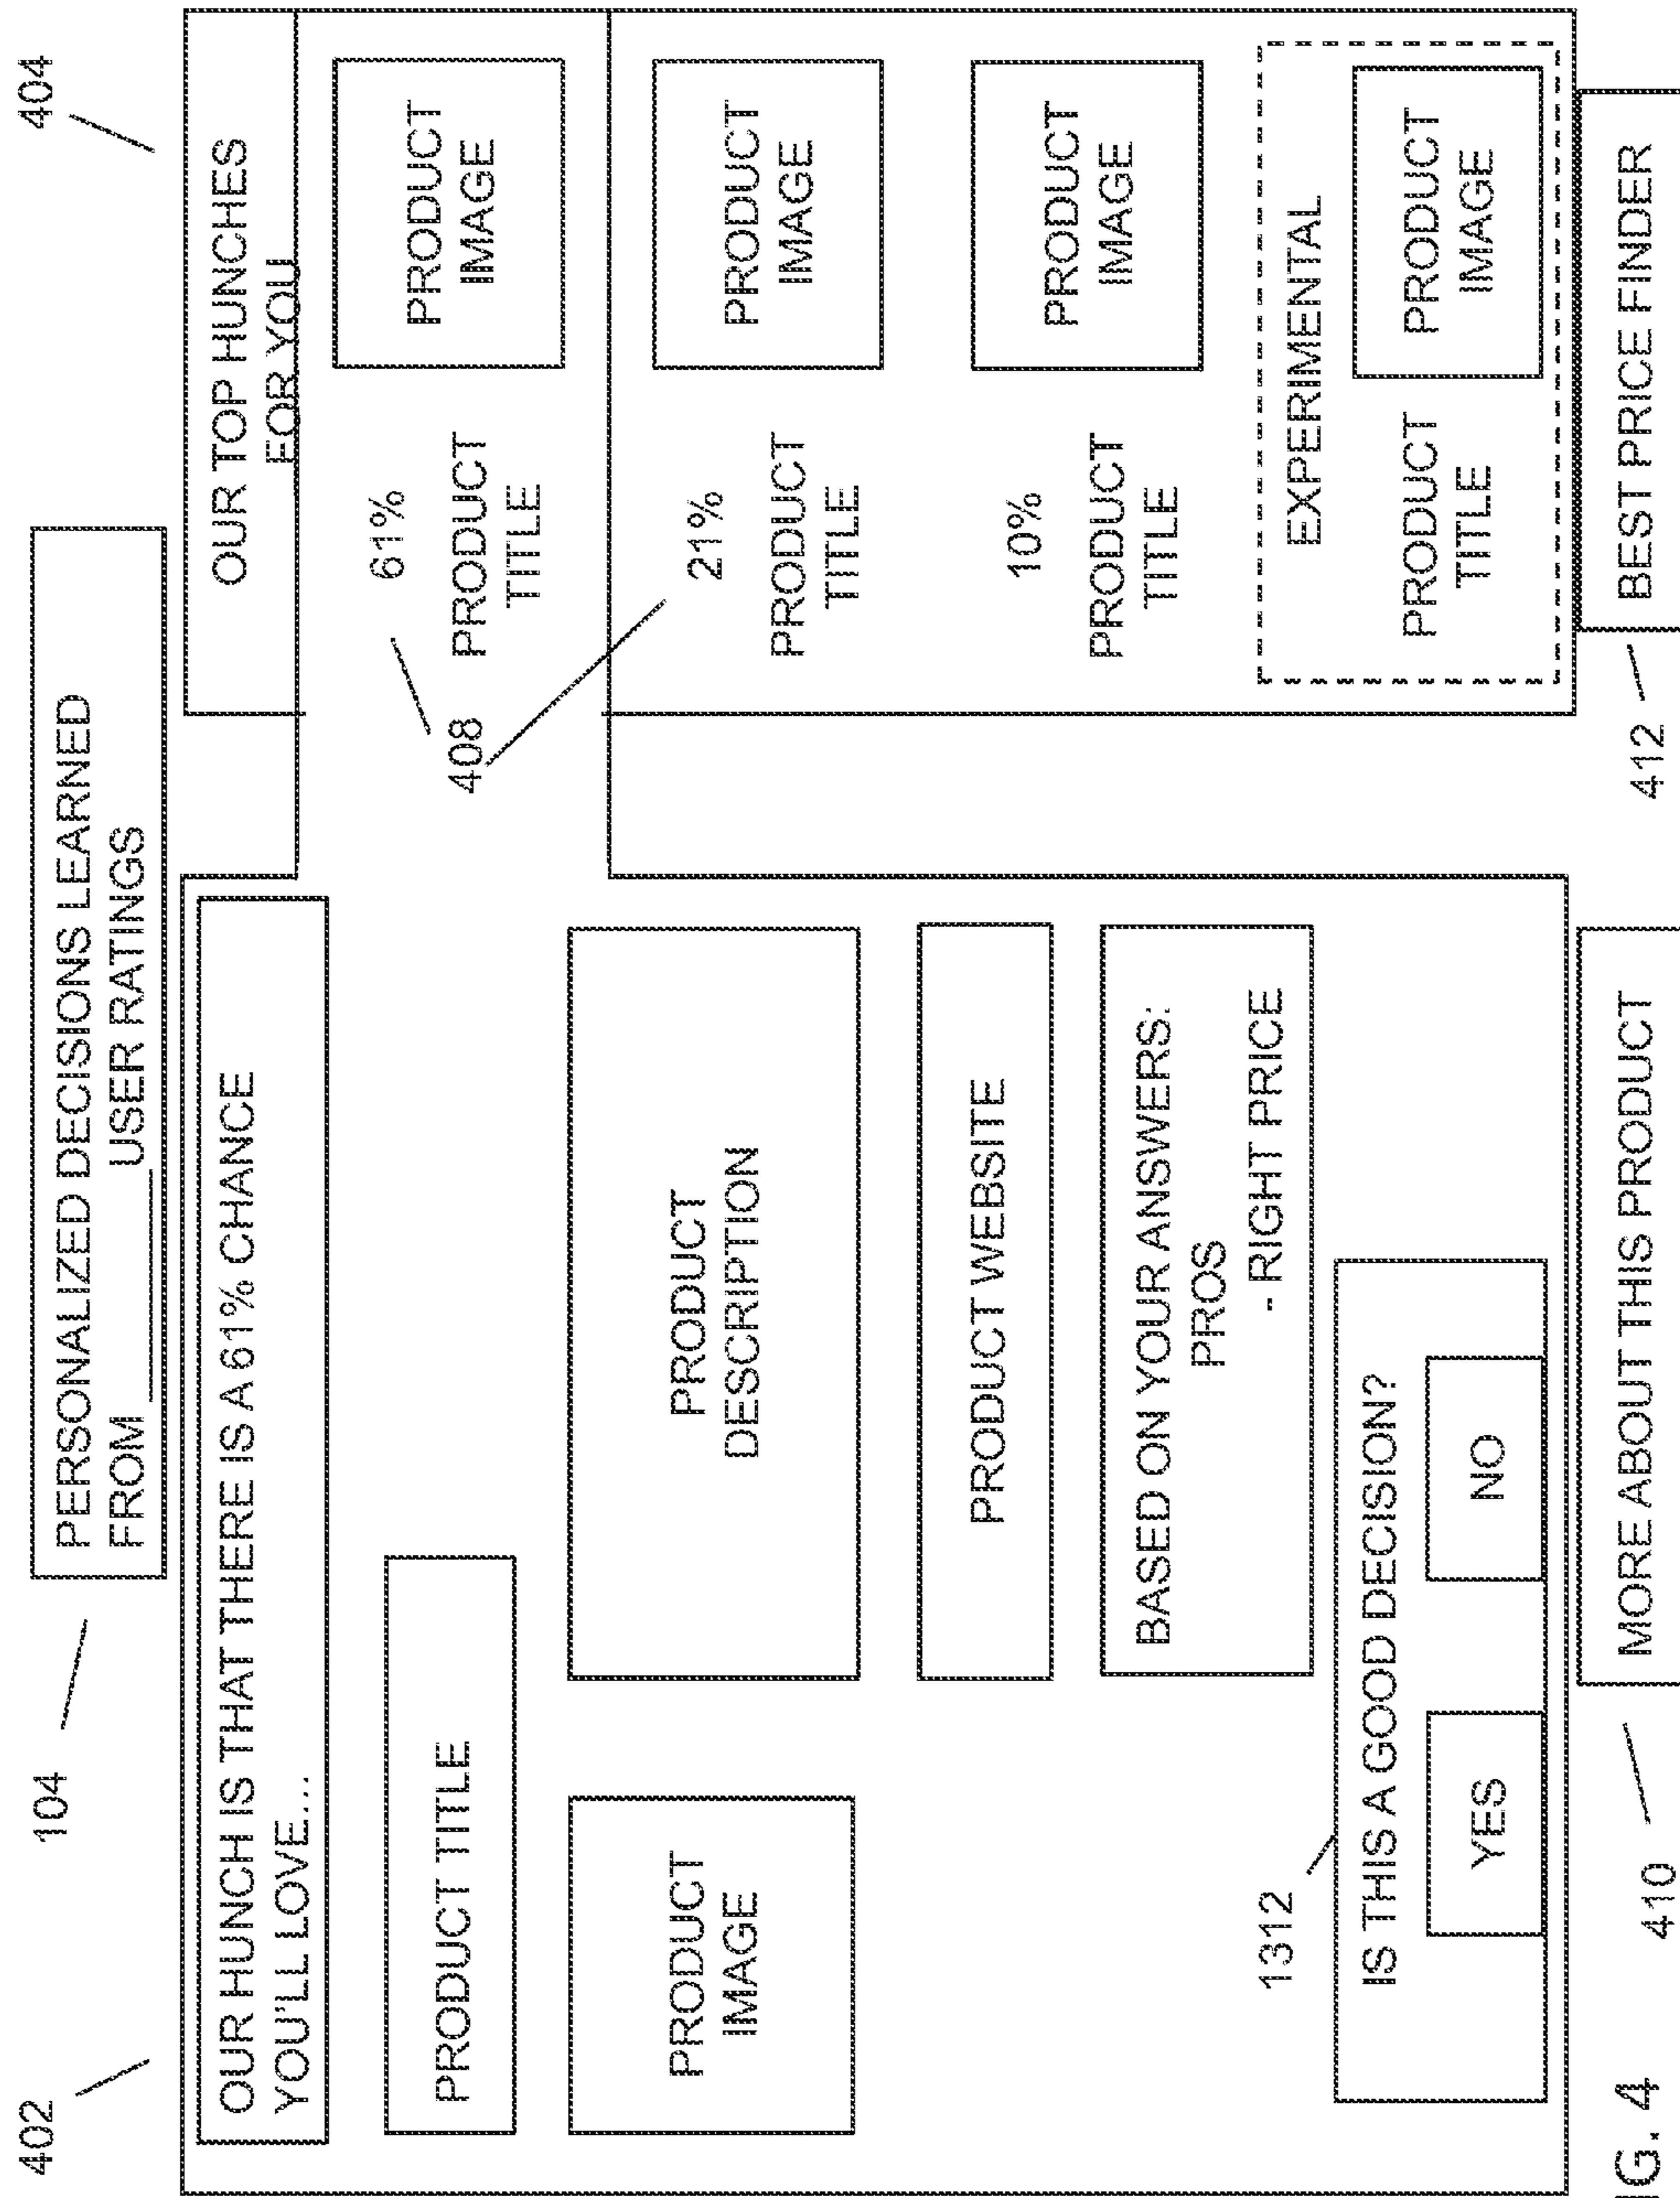 402
104
404
PERSONALIZED DECISIONS LEARNED
FROM ________ USER RATINGS
OUR HUNCH IS THAT THERE IS A 61% CHANCE
YOU'LL LOVE...
PRODUCT TITLE
PRODUCT
IMAGE
PRODUCT
DESCRIPTION
PRODUCT WEBSITE
BASED ON YOUR ANSWERS:
PROS
- RIGHT PRICE
1312
IS THIS A GOOD DECISION?
YES
NO
OUR TOP HUNCHES
FOR YOU
408
61%
PRODUCT
TITLE
PRODUCT
IMAGE
21%
PRODUCT
TITLE
PRODUCT
IMAGE
10%
PRODUCT
TITLE
PRODUCT
IMAGE
EXPERIMENTAL
PRODUCT
TITLE
PRODUCT
IMAGE
410
MORE ABOUT THIS PRODUCT
412
BEST PRICE FINDER
IG. 4